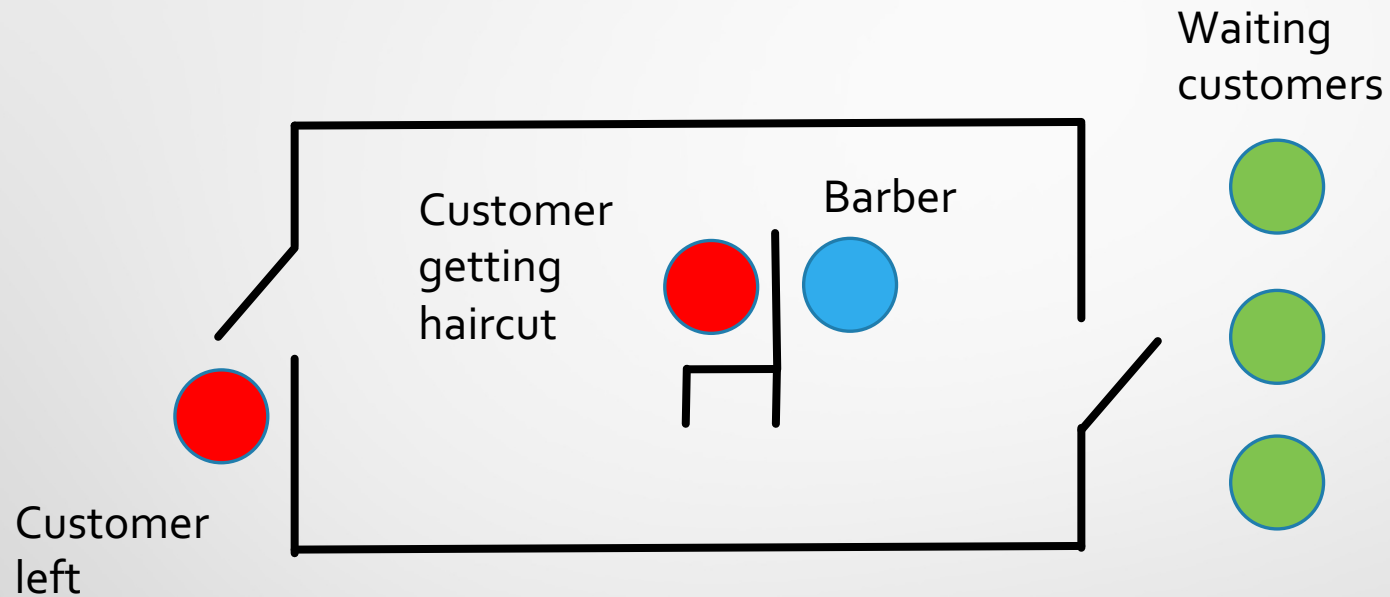 Waiting
customers
Customer
getting
haircut
Barber
Customer
left